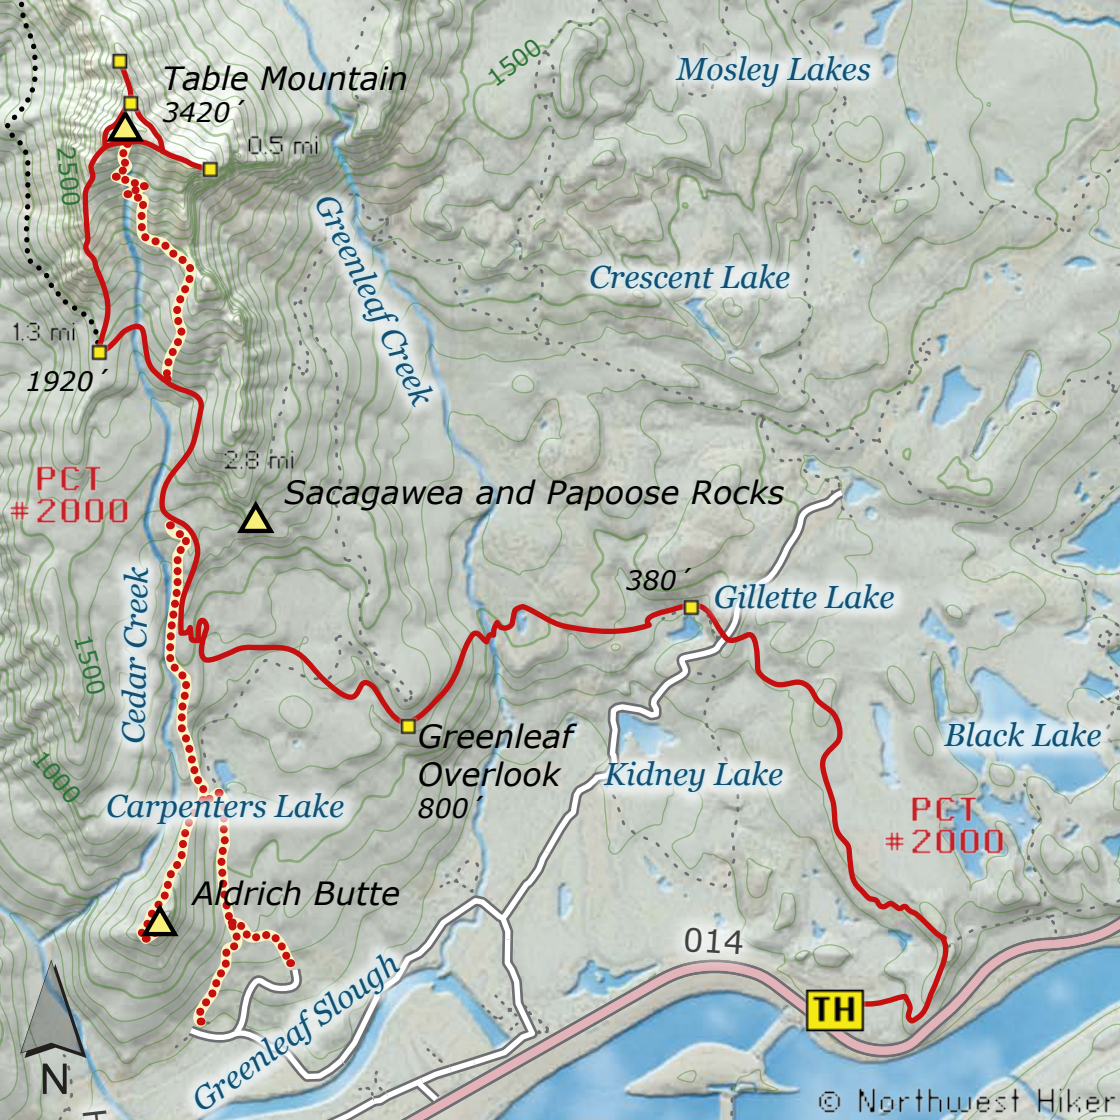 1500
Mosley Lakes
Table Mountain
3420´
0.5 mi
2500
Greenleaf Creek
Crescent Lake
1.3 mi
1920´
2.8 mi
PCT
#2000
Sacagawea and Papoose Rocks
380´
Gillette Lake
Cedar Creek
1500
1000
Greenleaf
Overlook
800´
Kidney Lake
Black Lake
Carpenters Lake
PCT
#2000
Aldrich Butte
014
Greenleaf Slough
TH
N
© Northwest Hiker